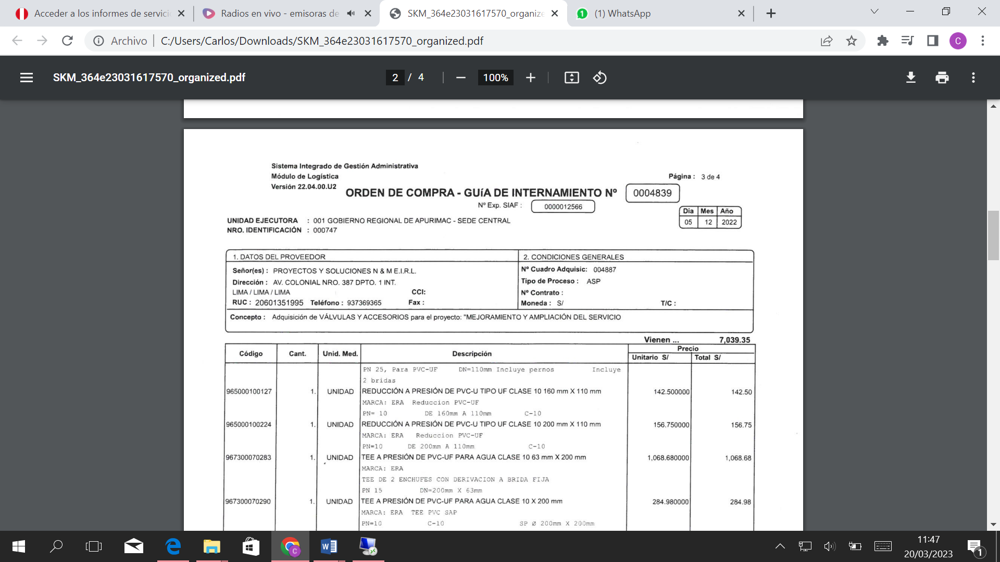 Acceder a los informes de servici
Radios en vivo - emisoras de
SKM_364e23031617570_organize
(1) WhatsApp
Archivo
C:/Users/Carlos/Downloads/SKM_364e23031617570_organized.pdf
C
SKM_364e23031617570_organized.pdf
2 / 4
100%
Sistema Integrado de Gestión Administrativa
Módulo de Logística
Versión 22.04.00.U2
Página : 3 de 4
ORDEN DE COMPRA - GUíA DE INTERNAMIENTO Nº 0004839
Nº Exp. SIAF : 0000012566
Dia Mes Año
05 12 2022
UNIDAD EJECUTORA : 001 GOBIERNO REGIONAL DE APURIMAC - SEDE CENTRAL
NRO. IDENTIFICACIÓN : 000747
1. DATOS DEL PROVEEDOR
Señor(es) : PROYECTOS Y SOLUCIONES N & M E.I.R.L.
Dirección : AV. COLONIAL NRO. 387 DPTO. 1 INT.
LIMA / LIMA / LIMA CCI:
RUC : 20601351995 Teléfono : 937369365 Fax :
2. CONDICIONES GENERALES
Nº Cuadro Adquisic: 004887
Tipo de Proceso : ASP
Nº Contrato :
Moneda : S/ T/C :
Concepto : Adquisición de VÁLVULAS Y ACCESORIOS para el proyecto: "MEJORAMIENTO Y AMPLIACIÓN DEL SERVICIO
Vienen ... 7,039.35
Código Cant. Unid. Med. Descripción Precio
Unitario S/ Total S/
PN 25, Para PVC-UF DN=110mm Incluye pernos Incluye
2 bridas
965000100127 1. UNIDAD REDUCCIÓN A PRESIÓN DE PVC-U TIPO UF CLASE 10 160 mm X 110 mm 142.500000 142.50
MARCA: ERA Reduccion PVC-UF
PN= 10 DE 160mm A 110mm C-10
965000100224 1. UNIDAD REDUCCIÓN A PRESIÓN DE PVC-U TIPO UF CLASE 10 200 mm X 110 mm 156.750000 156.75
MARCA: ERA Reduccion PVC-UF
PN=10 DE 200mm A 110mm C-10
967300070283 1. UNIDAD TEE A PRESIÓN DE PVC-UF PARA AGUA CLASE 10 63 mm X 200 mm 1,068.680000 1,068.68
MARCA: ERA
TEE DE 2 ENCHUFES CON DERIVACION A BRIDA FIJA
PN 15 DN=200mm X 63mm
967300070290 1. UNIDAD TEE A PRESIÓN DE PVC-UF PARA AGUA CLASE 10 X 200 mm 284.980000 284.98
MARCA: ERA TEE PVC SAP
PN=10 C-10 SP Ø 200mm X 200mm
11:47
20/03/2023
1